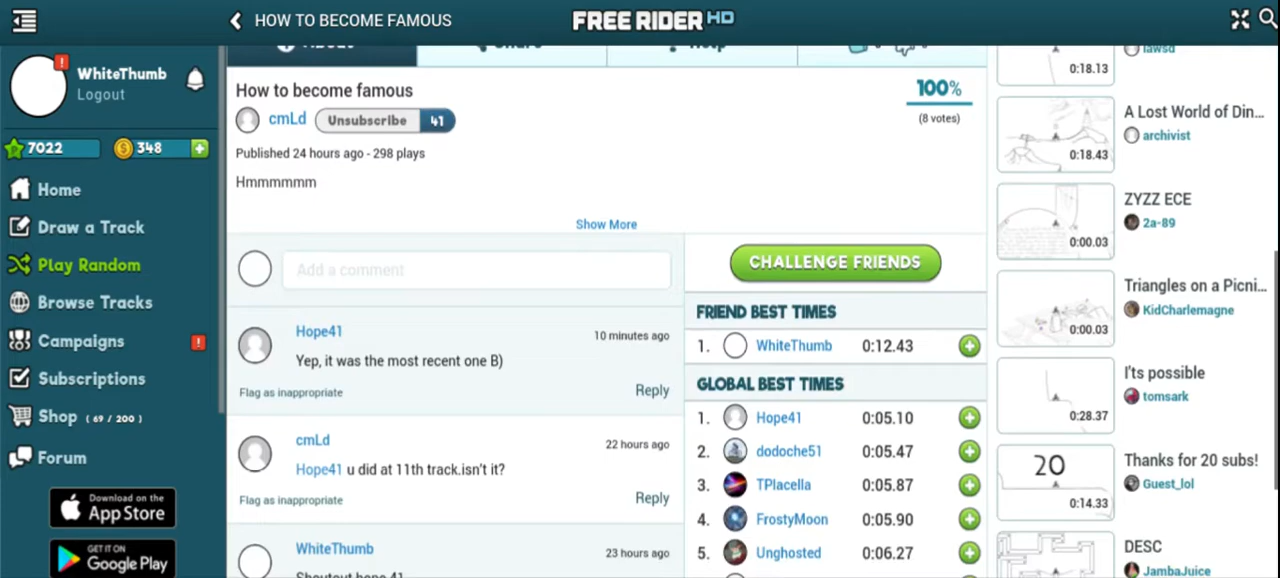 HOW TO BECOME FAMOUS
FREE RIDER HD
WhiteThumb
Logout
7022
348
Home
Draw a Track
Play Random
Browse Tracks
Campaigns
Subscriptions
Shop ( 69 / 200 )
Forum
Download on the
App Store
GET IT ON
Google Play
How to become famous
cmLd Unsubscribe 41
Published 24 hours ago - 298 plays
Hmmmmmm
100%
(8 votes)
Show More
Add a comment
Hope41
10 minutes ago
Yep, it was the most recent one B)
Flag as inappropriate
Reply
cmLd
22 hours ago
Hope41 u did at 11th track.isn't it?
Flag as inappropriate
Reply
WhiteThumb
23 hours ago
CHALLENGE FRIENDS
FRIEND BEST TIMES
1. WhiteThumb 0:12.43
GLOBAL BEST TIMES
1. Hope41 0:05.10
2. dodoche51 0:05.47
3. TPlacella 0:05.87
4. FrostyMoon 0:05.90
5. Unghosted 0:06.27
0:18.13
A Lost World of Din...
archivist
0:18.43
ZYZZ ECE
2a-89
0:00.03
Triangles on a Picni...
KidCharlemagne
0:00.03
I'ts possible
tomsark
0:28.37
20
Thanks for 20 subs!
Guest_lol
0:14.33
DESC
JambaJuice